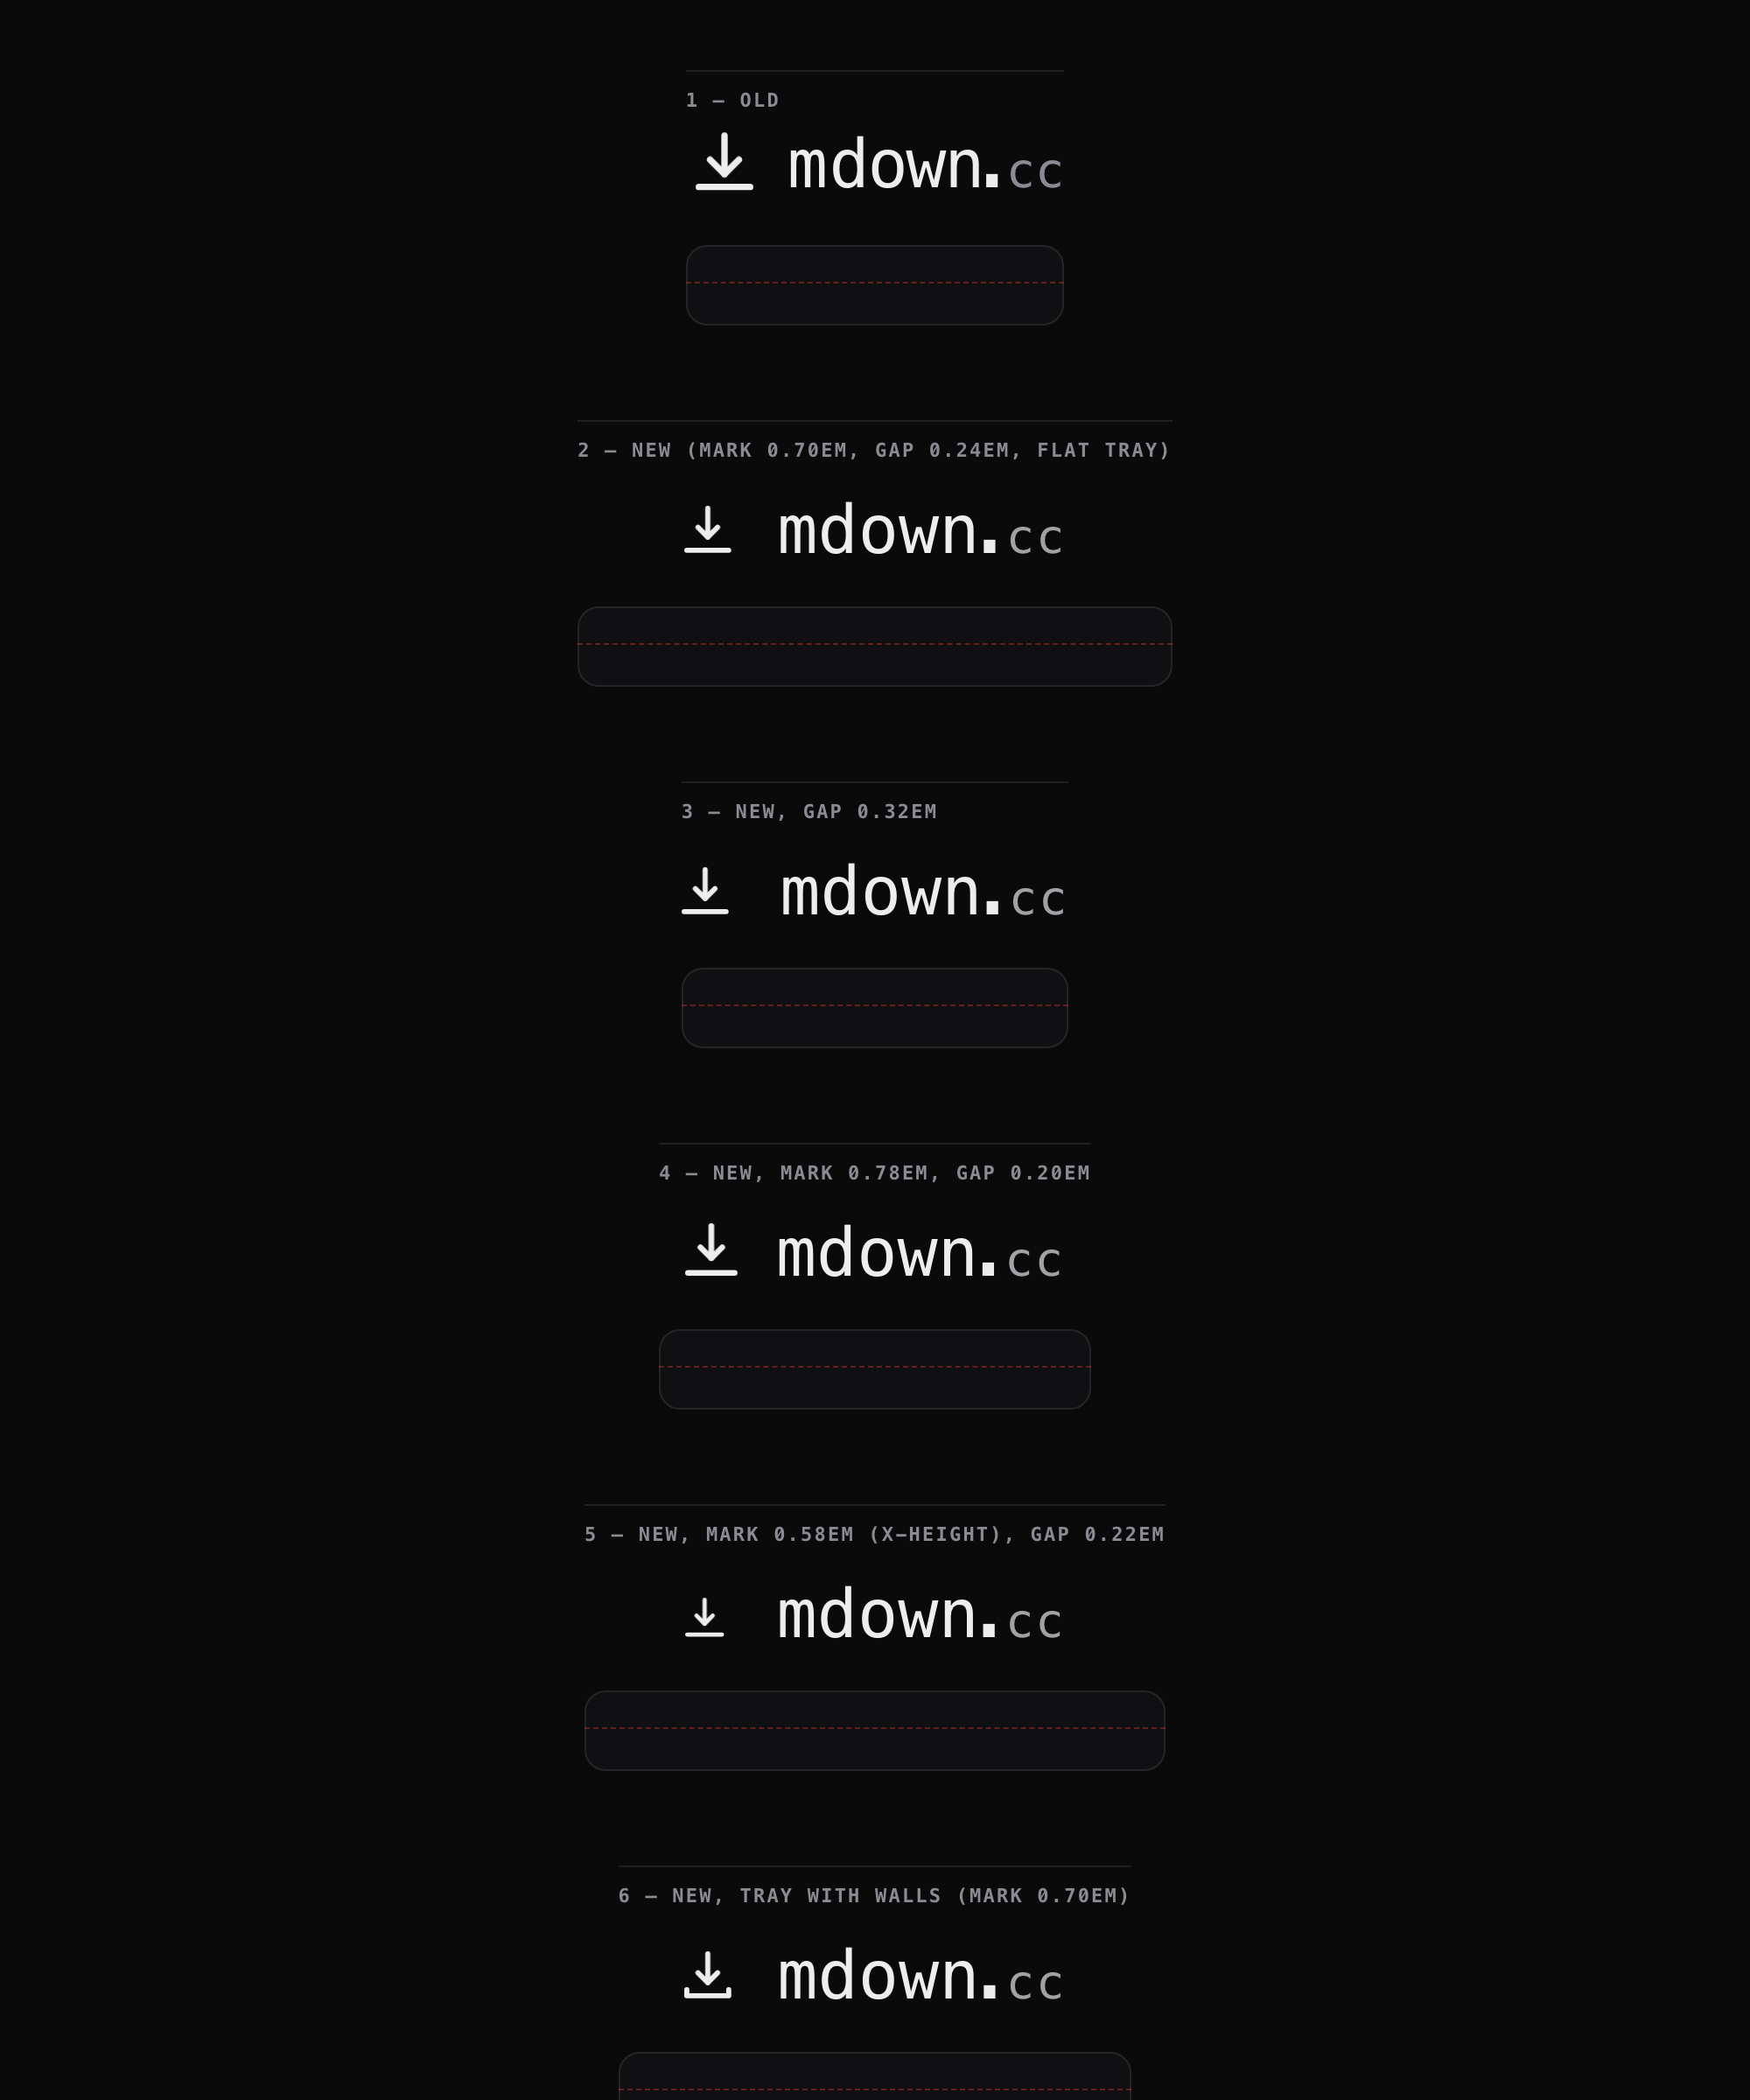 1 — OLD
mdown.cc
2 — NEW (MARK 0.70EM, GAP 0.24EM, FLAT TRAY)
mdown.cc
3 — NEW, GAP 0.32EM
mdown.cc
4 — NEW, MARK 0.78EM, GAP 0.20EM
mdown.cc
5 — NEW, MARK 0.58EM (X-HEIGHT), GAP 0.22EM
mdown.cc
6 — NEW, TRAY WITH WALLS (MARK 0.70EM)
mdown.cc